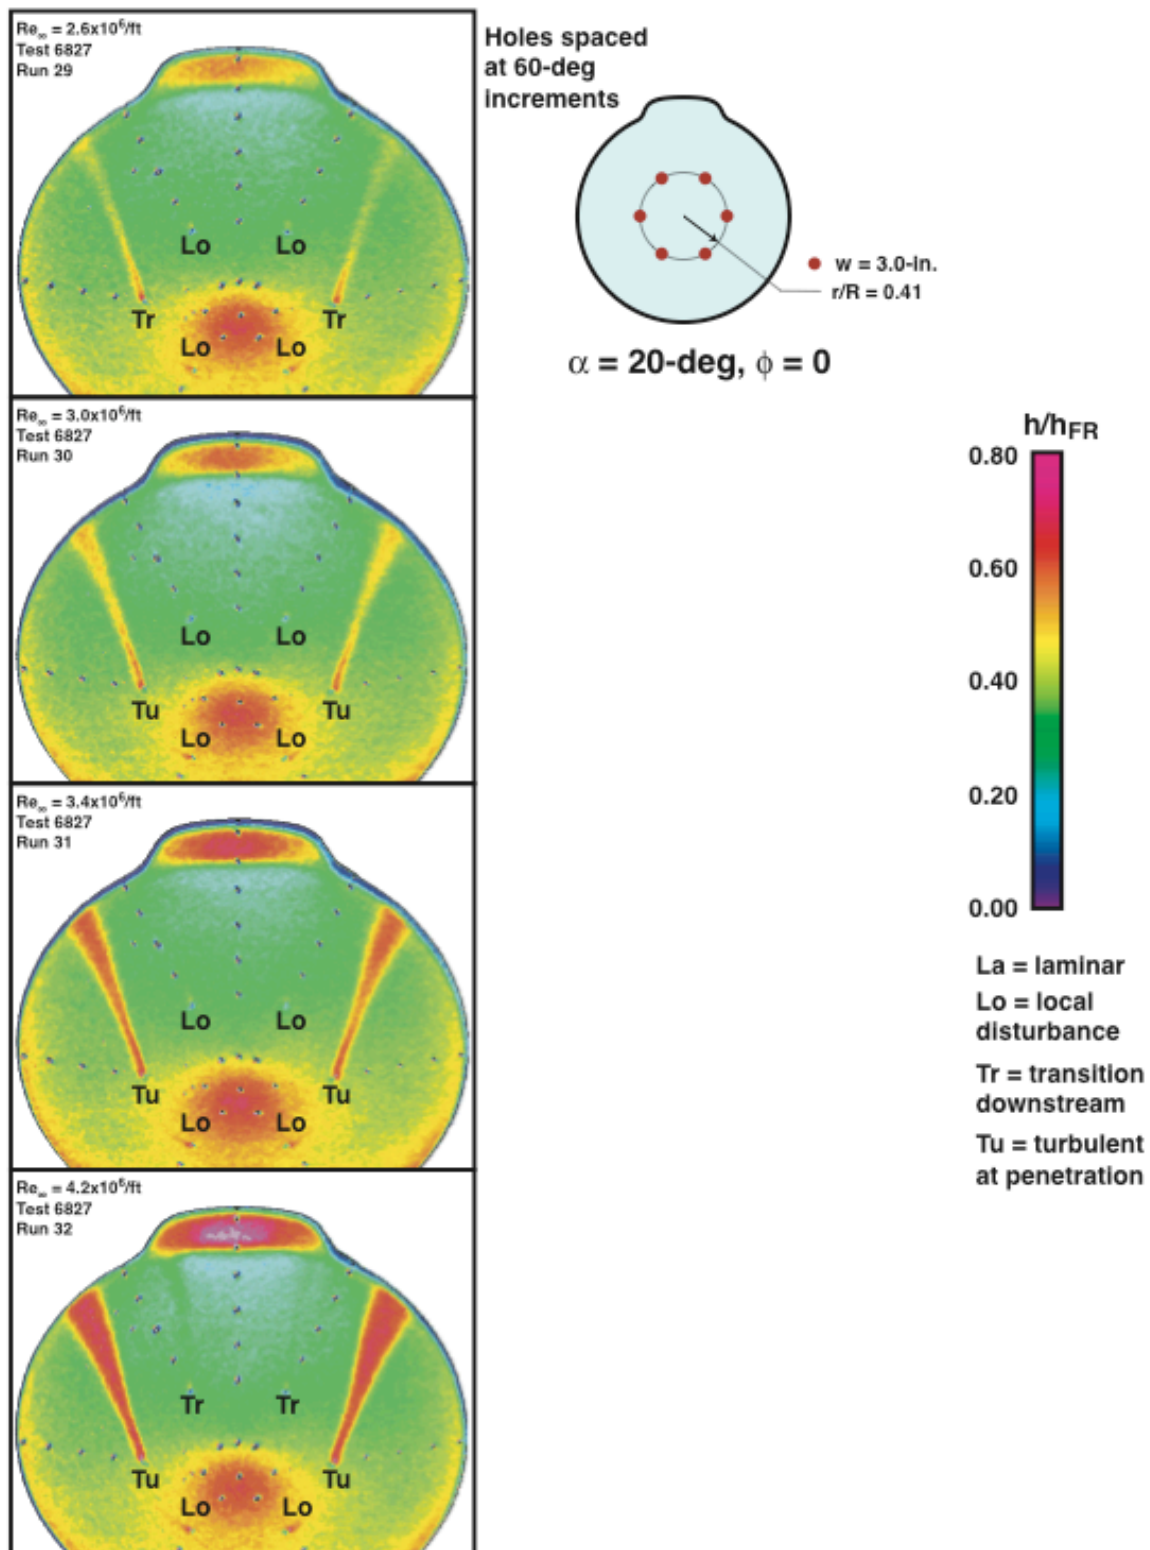 Re∞ = 2.6x10⁶/ft
Test 6827
Run 29
Lo Lo
Tr Tr
Lo Lo
Holes spaced
at 60-deg
increments
w = 3.0-in.
r/R = 0.41
α = 20-deg, ϕ = 0
Re∞ = 3.0x10⁶/ft
Test 6827
Run 30
Lo Lo
Tu Tu
Lo Lo
Re∞ = 3.4x10⁶/ft
Test 6827
Run 31
Lo Lo
Tu Tu
Lo Lo
Re∞ = 4.2x10⁶/ft
Test 6827
Run 32
Tr Tr
Tu Tu
Lo Lo
h/hFR
0.80
0.60
0.40
0.20
0.00
La = laminar
Lo = local
disturbance
Tr = transition
downstream
Tu = turbulent
at penetration